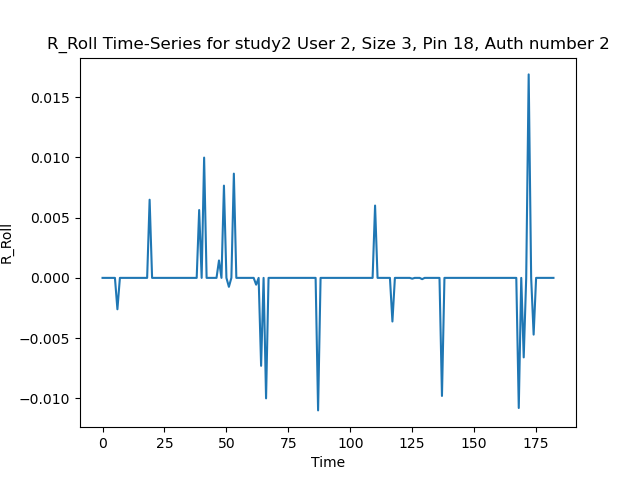 R_Roll Time-Series for study2 User 2, Size 3, Pin 18, Auth number 2
0.015
0.010
0.005
0.000
−0.005
−0.010
R_Roll
0 25 50 75 100 125 150 175
Time